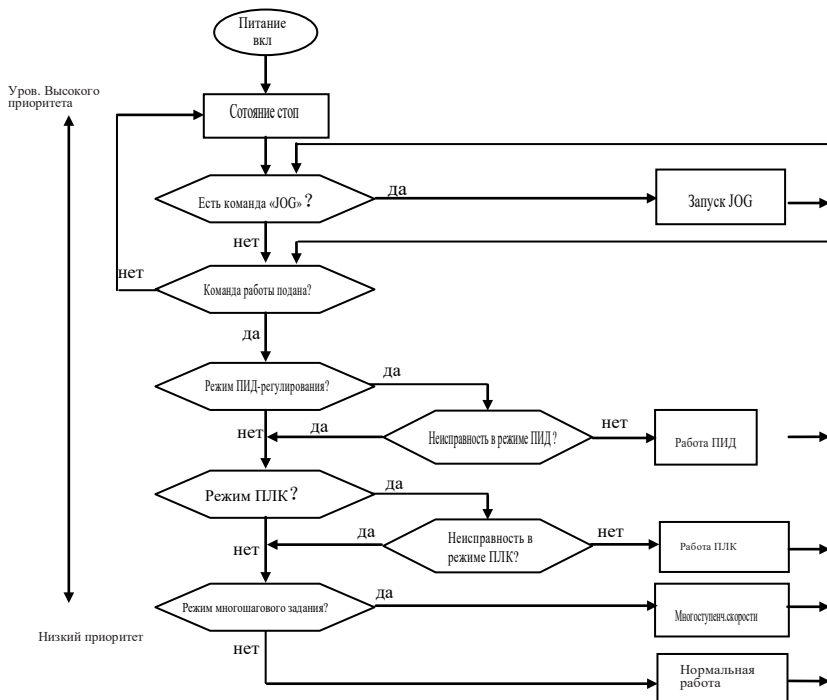 Питание
вкл
Уров. Высокого
приоритета
Сотояние стоп
Есть команда «JOG» ?
да
Запуск JOG
нет
нет
Команда работы подана?
да
Режим ПИД-регулирования?
да
нет
да
Неисправность в режиме ПИД ?
нет
Работа ПИД
Режим ПЛК?
да
нет
да
Неисправность в
режиме ПЛК?
нет
Работа ПЛК
Режим многошагового задания?
да
Многоступенч.скорости
Низкий приоритет
нет
Нормальная
работа